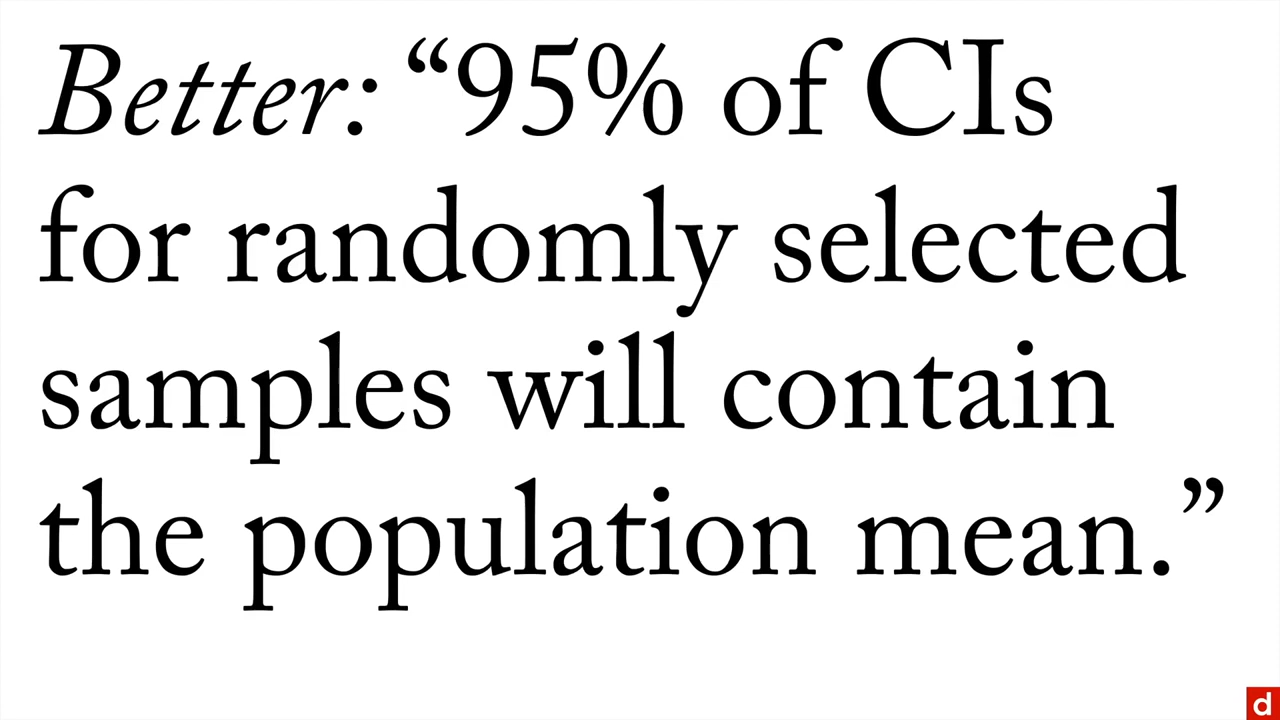 Better: “95% of CIs
for randomly selected
samples will contain
the population mean.”
d